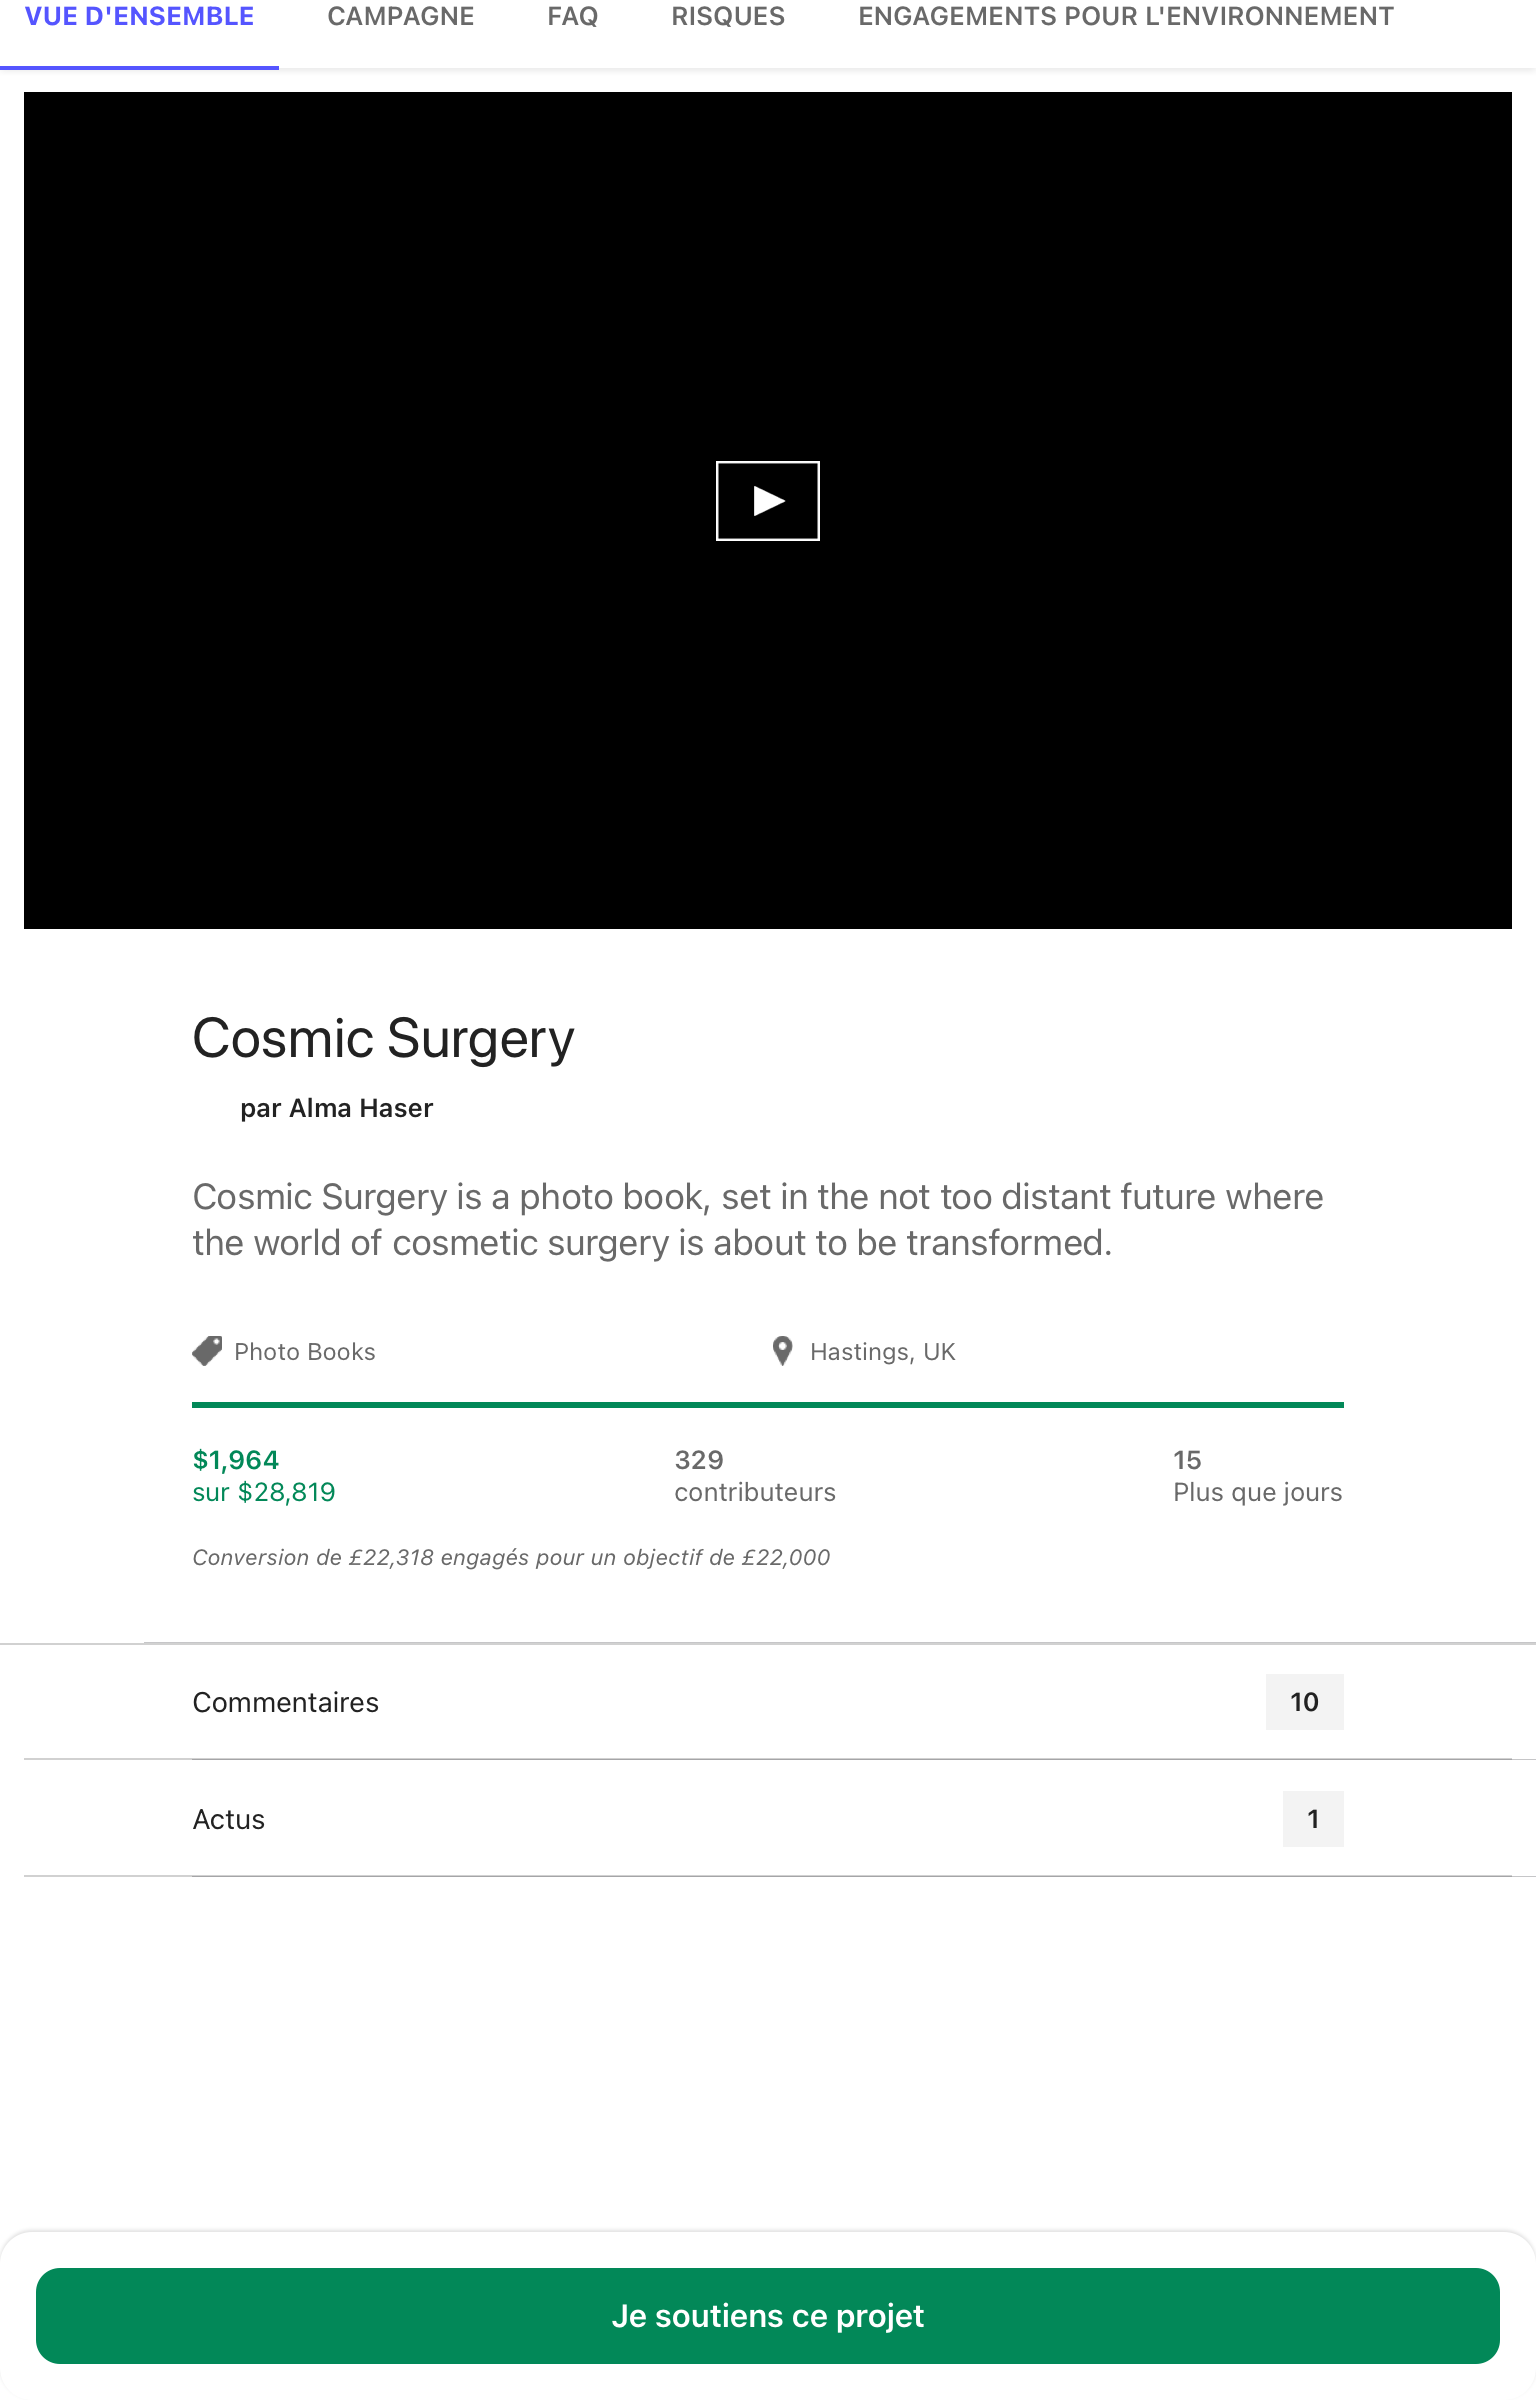 VUE D'ENSEMBLE CAMPAGNE FAQ RISQUES ENGAGEMENTS POUR L'ENVIRONNEMENT
Cosmic Surgery
par Alma Haser
Cosmic Surgery is a photo book, set in the not too distant future where
the world of cosmetic surgery is about to be transformed.
Photo Books Hastings, UK
$1,964 329 15
sur $28,819 contributeurs Plus que jours
Conversion de £22,318 engagés pour un objectif de £22,000
Commentaires 10
Actus 1
Je soutiens ce projet